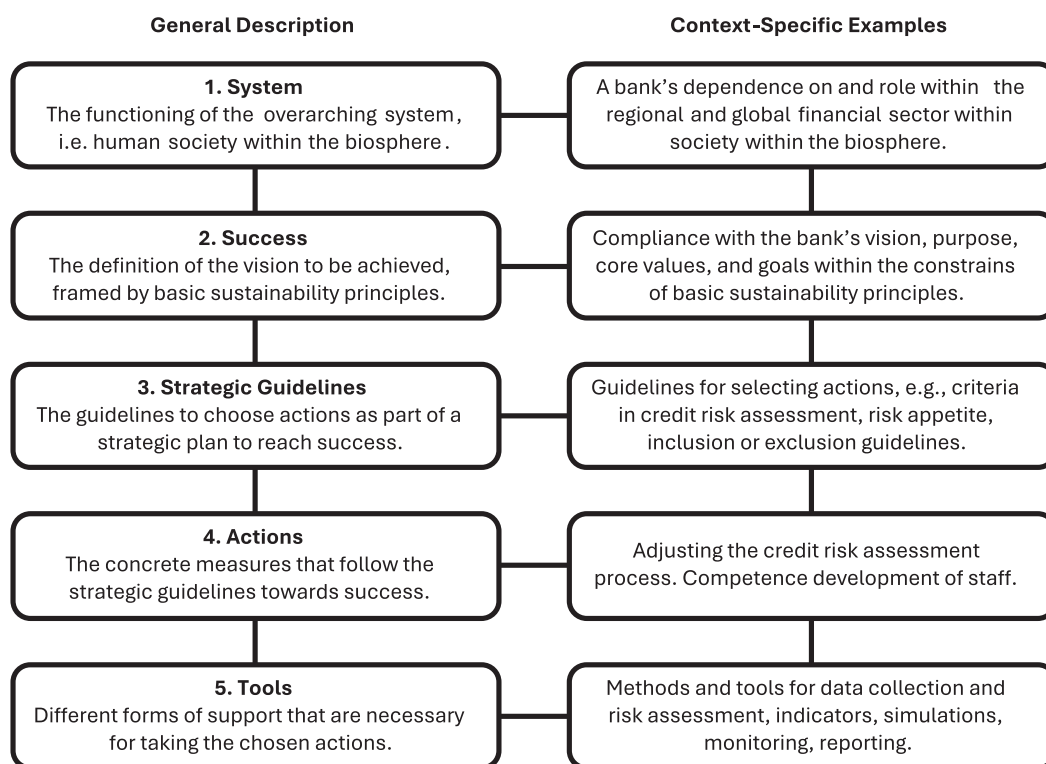 General Description
Context-Specific Examples
1. System
The functioning of the overarching system,
i.e. human society within the biosphere.
A bank’s dependence on and role within the
regional and global financial sector within
society within the biosphere.
2. Success
The definition of the vision to be achieved,
framed by basic sustainability principles.
Compliance with the bank’s vision, purpose,
core values, and goals within the constrains
of basic sustainability principles.
3. Strategic Guidelines
The guidelines to choose actions as part of a
strategic plan to reach success.
Guidelines for selecting actions, e.g., criteria
in credit risk assessment, risk appetite,
inclusion or exclusion guidelines.
4. Actions
The concrete measures that follow the
strategic guidelines towards success.
Adjusting the credit risk assessment
process. Competence development of staff.
5. Tools
Different forms of support that are necessary
for taking the chosen actions.
Methods and tools for data collection and
risk assessment, indicators, simulations,
monitoring, reporting.